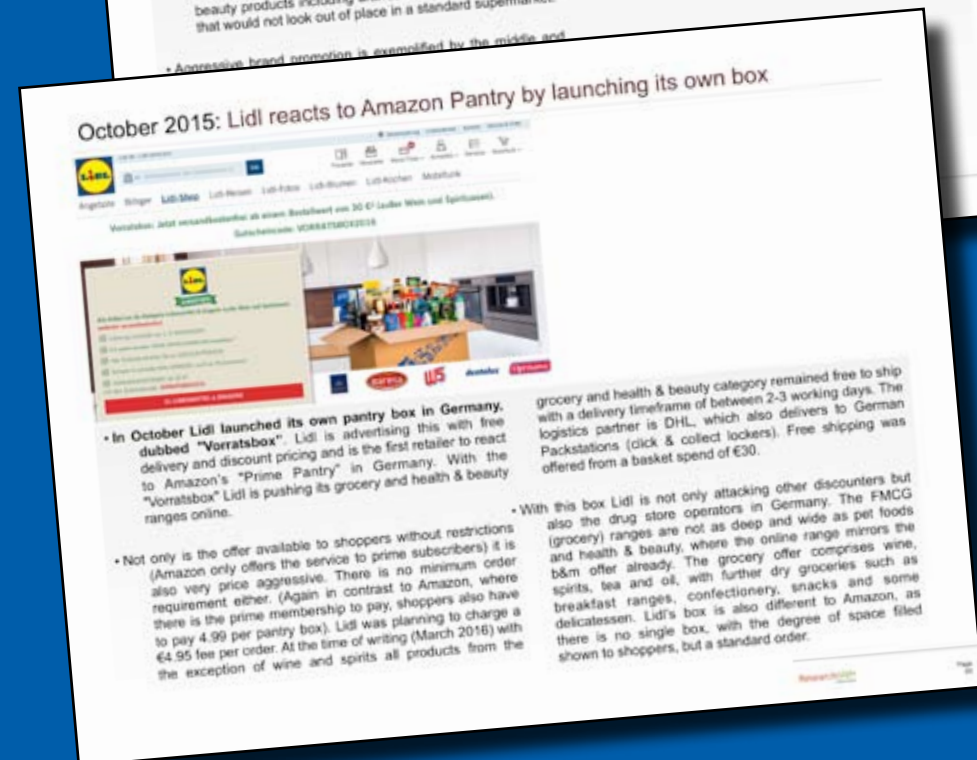 beauty products including
that would not look out of place in a standard supermarket.
• Aggressive brand promotion is exemplified by the middle and
October 2015: Lidl reacts to Amazon Pantry by launching its own box
LIDL
Angebote Lidl-Shop Lidl-Reisen Lidl-Fotos Lidl-Blumen Lidl-Kochen Mobilfunk
Vorratsbox: Jetzt versandkostenfrei ab einem Bestellwert von 30 €! (außer Wein und Spirituosen).
Gutscheincode: VORRATSBOX2016
LIDL
W5
dentalux
• In October Lidl launched its own pantry box in Germany,
dubbed "Vorratsbox". Lidl is advertising this with free
delivery and discount pricing and is the first retailer to react
to Amazon's "Prime Pantry" in Germany. With the
"Vorratsbox" Lidl is pushing its grocery and health & beauty
ranges online.
• Not only is the offer available to shoppers without restrictions
(Amazon only offers the service to prime subscribers) it is
also very price aggressive. There is no minimum order
requirement either. (Again in contrast to Amazon, where
there is the prime membership to pay, shoppers also have
to pay 4.99 per pantry box). Lidl was planning to charge a
€4.95 fee per order. At the time of writing (March 2016) with
the exception of wine and spirits all products from the
grocery and health & beauty category remained free to ship
with a delivery timeframe of between 2-3 working days. The
logistics partner is DHL, which also delivers to German
Packstations (click & collect lockers). Free shipping was
offered from a basket spend of €30.
• With this box Lidl is not only attacking other discounters but
also the drug store operators in Germany. The FMCG
(grocery) ranges are not as deep and wide as pet foods
and health & beauty, where the online range mirrors the
b&m offer already. The grocery offer comprises wine,
spirits, tea and oil, with further dry groceries such as
breakfast ranges, confectionery, snacks and some
delicatessen. Lidl's box is also different to Amazon, as
there is no single box, with the degree of space filled
shown to shoppers, but a standard order.
Page